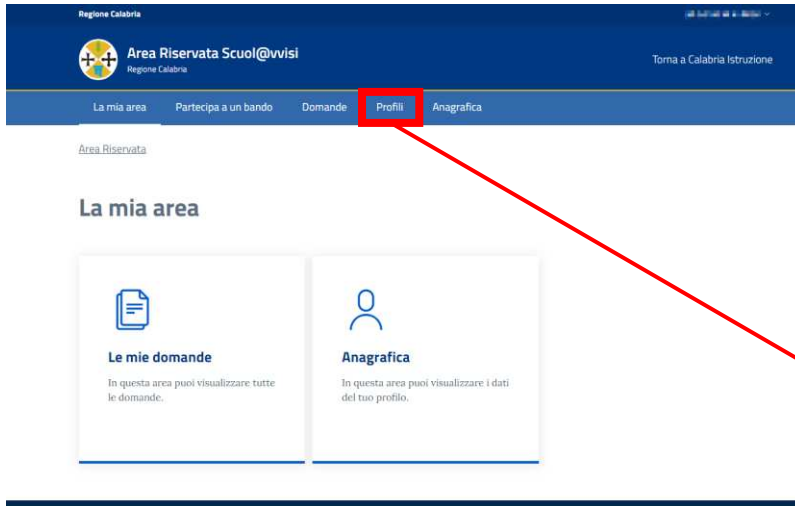 Regione Calabria
Area Riservata Scuol@vvisi
Regione Calabria
Torna a Calabria Istruzione
La mia area
Partecipa a un bando
Domande
Profili
Anagrafica
Area Riservata
La mia area
Le mie domande
In questa area puoi visualizzare tutte
le domande.
Anagrafica
In questa area puoi visualizzare i dati
del tuo profilo.